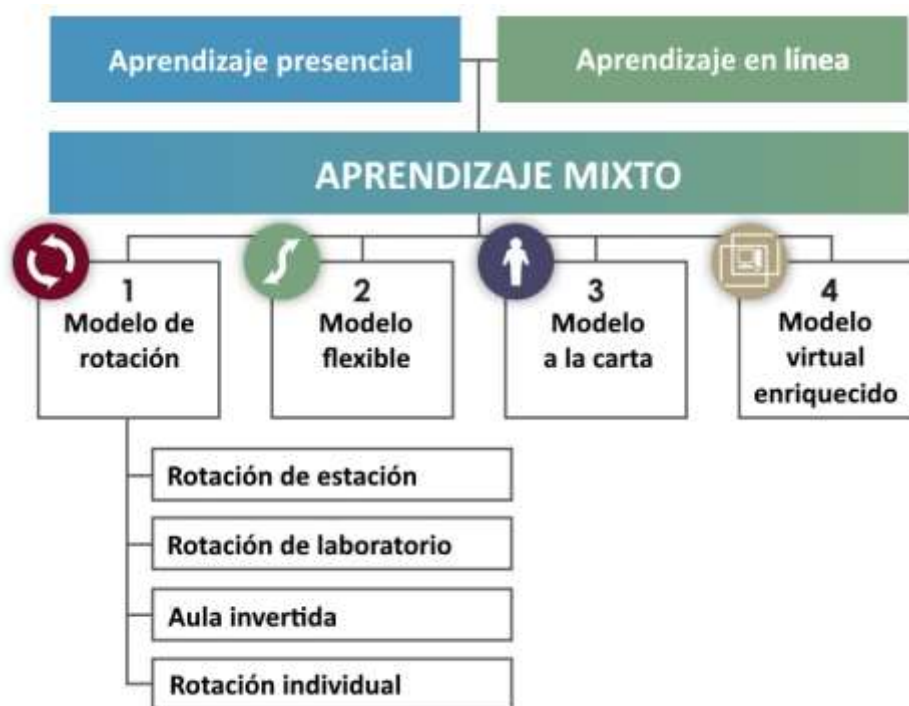 Aprendizaje presencial
Aprendizaje en línea
APRENDIZAJE MIXTO
1
Modelo de
rotación
2
Modelo
flexible
3
Modelo
a la carta
4
Modelo
virtual
enriquecido
Rotación de estación
Rotación de laboratorio
Aula invertida
Rotación individual